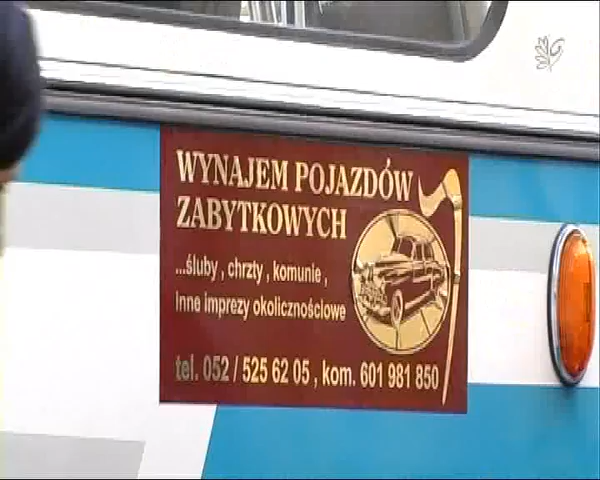 WYNAJEM POJAZDÓW
ZABYTKOWYCH
...śluby , chrzty , komunie ,
inne imprezy okolicznościowe
tel. 052 / 525 62 05 , kom. 601 981 850